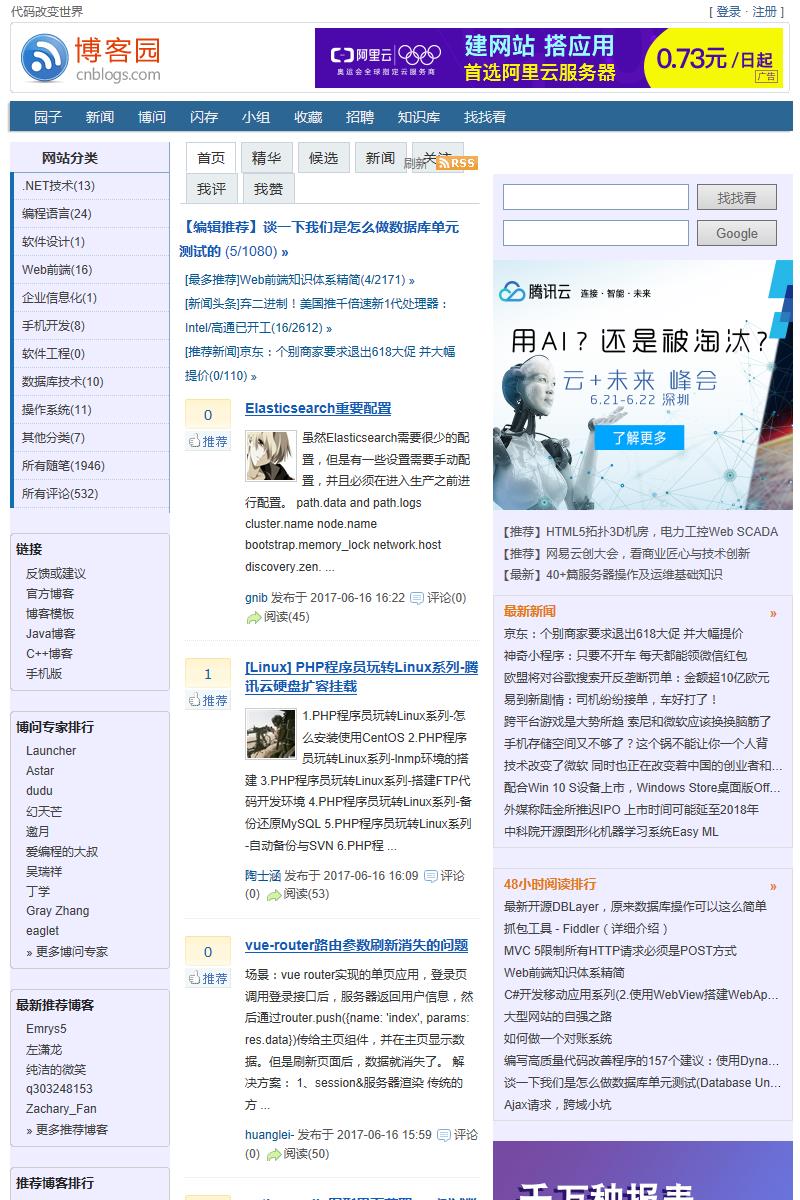 代码改变世界
[ 登录 · 注册 ]
博客园
cnblogs.com
阿里云
奥运会全球指定云服务商
建网站 搭应用
首选阿里云服务器
0.73元 /日起
广告
园子 新闻 博问 闪存 小组 收藏 招聘 知识库 找找看
网站分类
.NET技术(13)
编程语言(24)
软件设计(1)
Web前端(16)
企业信息化(1)
手机开发(8)
软件工程(0)
数据库技术(10)
操作系统(11)
其他分类(7)
所有随笔(1946)
所有评论(532)
链接
反馈或建议
官方博客
博客模板
Java博客
C++博客
手机版
博问专家排行
Launcher
Astar
dudu
幻天芒
邀月
爱编程的大叔
吴瑞祥
丁学
Gray Zhang
eaglet
» 更多博问专家
最新推荐博客
Emrys5
左潇龙
纯洁的微笑
q303248153
Zachary_Fan
» 更多推荐博客
推荐博客排行
首页 精华 候选 新闻 关注
刷新 RSS
我评 我赞
【编辑推荐】谈一下我们是怎么做数据库单元
测试的 (5/1080) »
[最多推荐]Web前端知识体系精简(4/2171) »
[新闻头条]弃二进制！美国推千倍速新1代处理器：
Intel/高通已开工(16/2612) »
[推荐新闻]京东：个别商家要求退出618大促 并大幅
提价(0/110) »
0
推荐
Elasticsearch重要配置
虽然Elasticsearch需要很少的配
置，但是有一些设置需要手动配
置，并且必须在进入生产之前进
行配置。 path.data and path.logs
cluster.name node.name
bootstrap.memory_lock network.host
discovery.zen. ...
gnib 发布于 2017-06-16 16:22 评论(0)
阅读(45)
1
推荐
[Linux] PHP程序员玩转Linux系列-腾
讯云硬盘扩容挂载
1.PHP程序员玩转Linux系列-怎
么安装使用CentOS 2.PHP程序
员玩转Linux系列-lnmp环境的搭
建 3.PHP程序员玩转Linux系列-搭建FTP代
码开发环境 4.PHP程序员玩转Linux系列-备
份还原MySQL 5.PHP程序员玩转Linux系列
-自动备份与SVN 6.PHP程 ...
陶士涵 发布于 2017-06-16 16:09 评论
(0) 阅读(53)
0
推荐
vue-router路由参数刷新消失的问题
场景：vue router实现的单页应用，登录页
调用登录接口后，服务器返回用户信息，然
后通过router.push({name: 'index', params:
res.data})传给主页组件，并在主页显示数
据。但是刷新页面后，数据就消失了。 解
决方案： 1、session&服务器渲染 传统的
方 ...
huanglei- 发布于 2017-06-16 15:59 评论
(0) 阅读(50)
找找看
Google
腾讯云 连接 · 智能 · 未来
用AI？还是被淘汰？
云+未来 峰会
6.21-6.22 深圳
了解更多
【推荐】HTML5拓扑3D机房，电力工控Web SCADA
【推荐】网易云创大会，看商业匠心与技术创新
【最新】40+篇服务器操作及运维基础知识
最新新闻 »
京东：个别商家要求退出618大促 并大幅提价
神奇小程序：只要不开车 每天都能领微信红包
欧盟将对谷歌搜索开反垄断罚单：金额超10亿欧元
易到新剧情：司机纷纷接单，车好打了！
跨平台游戏是大势所趋 索尼和微软应该换换脑筋了
手机存储空间又不够了？这个锅不能让你一个人背
技术改变了微软 同时也正在改变着中国的创业者和...
配合Win 10 S设备上市，Windows Store桌面版Off...
外媒称陆金所推迟IPO 上市时间可能延至2018年
中科院开源图形化机器学习系统Easy ML
48小时阅读排行 »
最新开源DBLayer，原来数据库操作可以这么简单
抓包工具 - Fiddler（详细介绍）
MVC 5限制所有HTTP请求必须是POST方式
Web前端知识体系精简
C#开发移动应用系列(2.使用WebView搭建WebAp...
大型网站的自强之路
如何做一个对账系统
编写高质量代码改善程序的157个建议：使用Dyna...
谈一下我们是怎么做数据库单元测试(Database Un...
Ajax请求，跨域小坑
千万种报表